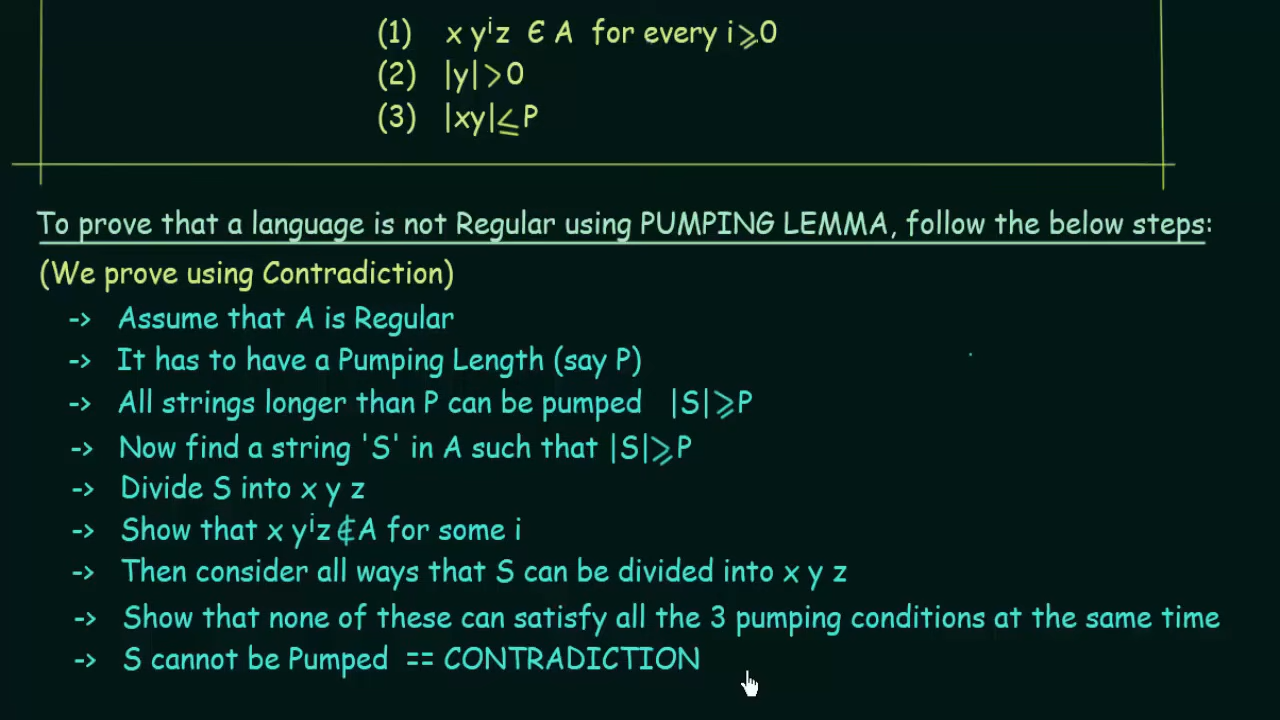 (1) x yⁱz ∈ A for every i⩾0
(2) |y|>0
(3) |xy|⩽P
To prove that a language is not Regular using PUMPING LEMMA, follow the below steps:
(We prove using Contradiction)
-> Assume that A is Regular
-> It has to have a Pumping Length (say P)
-> All strings longer than P can be pumped |S|⩾P
-> Now find a string 'S' in A such that |S|⩾P
-> Divide S into x y z
-> Show that x yⁱz ∉ A for some i
-> Then consider all ways that S can be divided into x y z
-> Show that none of these can satisfy all the 3 pumping conditions at the same time
-> S cannot be Pumped == CONTRADICTION